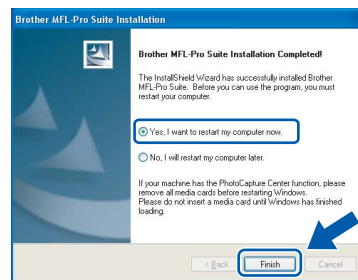 Brother MFL-Pro Suite Installation
Brother MFL-Pro Suite Installation Completed!
The InstallShield Wizard has successfully installed Brother
MFL-Pro Suite. Before you can use the program, you must
restart your computer.
Yes, I want to restart my computer now.
No, I will restart my computer later.
If your machine has the PhotoCapture Center function, please
remove all media cards before restarting Windows.
Please do not insert a media card until Windows has finished
loading.
< Back Finish Cancel